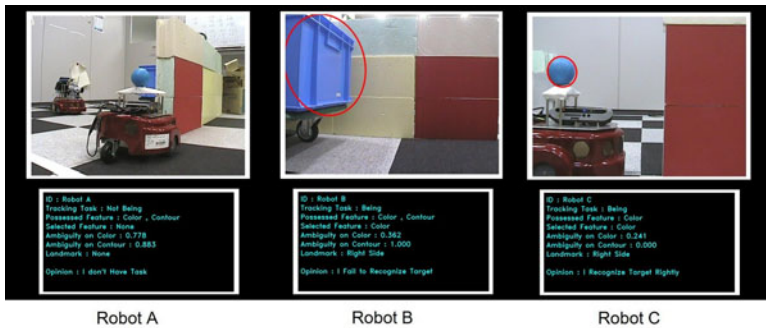 ID : Robot A
Tracking Task : Not Being
Possessed Feature : Color , Contour
Selected Feature : None
Ambiguity on Color : 0.778
Ambiguity on Contour : 0.883
Landmark : None
Opinion : I don't Have Task
ID : Robot B
Tracking Task : Being
Possessed Feature : Color , Contour
Selected Feature : Color
Ambiguity on Color : 0.362
Ambiguity on Contour : 1.000
Landmark : Right Side
Opinion : I Fail to Recognize Target
ID : Robot C
Tracking Task : Being
Possessed Feature : Color
Selected Feature : Color
Ambiguity on Color : 0.241
Ambiguity on Contour : 0.000
Landmark : Right Side
Opinion : I Recognize Target Rightly
Robot A
Robot B
Robot C